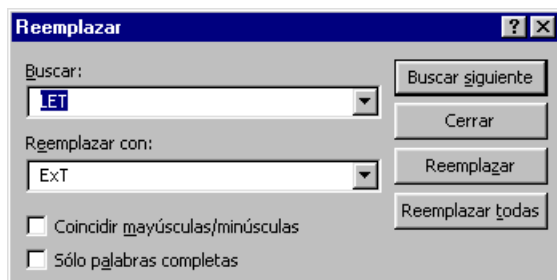 Reemplazar
Buscar:
LET
Reemplazar con:
ExT
Coincidir mayúsculas/minúsculas
Sólo palabras completas
Buscar siguiente
Cerrar
Reemplazar
Reemplazar todas